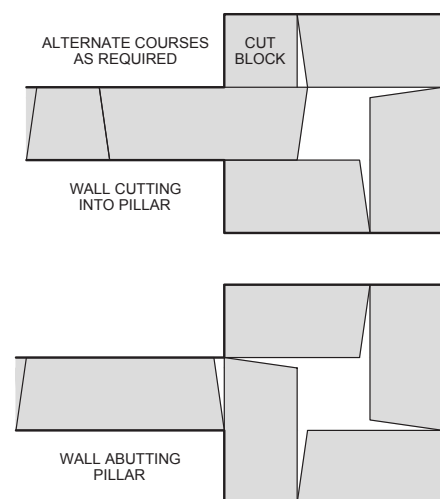 ALTERNATE COURSES
AS REQUIRED
CUT
BLOCK
WALL CUTTING
INTO PILLAR
WALL ABUTTING
PILLAR